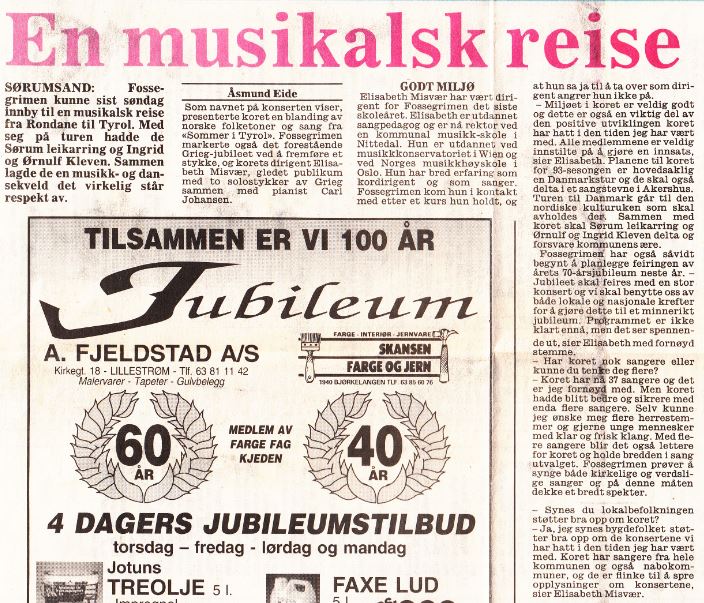 En musikalsk reise
SØRUMSAND: Fosse-
grimen kunne sist søndag
innby til en musikalsk reise
fra Rondane til Tyrol. Med
seg på turen hadde de
Sørum leikarring og Ingrid
og Ørnulf Kleven. Sammen
lagde de en musikk- og dan-
sekveld det virkelig står
respekt av.
Åsmund Eide
Som navnet på konserten viser,
presenterte koret en blanding av
norske folketoner og sang fra
«Sommer i Tyrol». Fossegrimen
markerte også det forestående
Grieg-jubileet ved å fremføre et
stykke, og korets dirigent Elisa-
beth Misvær, gledet publikum
med to solostykker av Grieg
sammen med pianist Carl
Johansen.
GODT MILJØ
Elisabeth Misvær har vært diri-
gent for Fossegrimen det siste
skoleåret. Elisabeth er utdannet
sangpedagog og er nå rektor ved
en kommunal musikk-skole i
Nittedal. Hun er utdannet ved
musikkkonservatoriet i Wien og
ved Norges musikkhøyskole i
Oslo. Hun har bred erfaring som
kordirigent og som sanger.
Fossegrimen kom hun i kontakt
med etter et kurs hun holdt, og
at hun sa ja til å ta over som diri-
gent angrer hun ikke på.
– Miljøet i koret er veldig godt
og dette er også en viktig del av
den positive utviklingen koret
har hatt i den tiden jeg har vært
med. Alle medlemmene er veldig
innstilte på å gjøre en innsats,
sier Elisabeth. Planene til koret
for 93-sesongen er hovedsaklig
en Danmarkstur og de skal også
delta i et sangstevne i Akershus.
Turen til Danmark går til den
nordiske kulturuken som skal
avholdes der. Sammen med
koret skal Sørum leikarring og
Ørnulf og Ingrid Kleven delta og
forsvare kommunens ære.
Fossegrimen har også såvidt
begynt å planlegge feiringen av
årets 70-årsjubileum neste år. –
Jubileet skal feires med en stor
konsert og vi skal benytte oss av
både lokale og nasjonale krefter
for å gjøre dette til et minnerikt
jubileum. Programmet er ikke
klart ennå, men det ser spennen-
de ut, sier Elisabeth med fornøyd
stemme.
– Har koret nok sangere eller
kunne du tenke deg flere?
– Koret har nå 37 sangere og det
er jeg fornøyd med. Men koret
hadde blitt bedre og sikrere med
enda flere sangere. Selv kunne
jeg ønske meg flere herrestem-
mer og gjerne unge mennesker
med klar og frisk klang. Med fle-
re sangere blir det også lettere
for koret og holde bredden i sang
utvalget. Fossegrimen prøver å
synge både kirkelige og verdsli-
ge sanger og på denne måten
dekke et bredt spekter.
– Synes du lokalbefolkningen
støtter bra opp om koret?
– Ja, jeg synes bygdefolket støt-
ter bra opp om de konsertene vi
har hatt i den tiden jeg har vært
med. Koret har sangere fra hele
kommunen og også nabokom-
muner, og de er flinke til å spre
opplysninger om konsertene,
sier Elisabeth Misvær.
TILSAMMEN ER VI 100 ÅR
Jubileum
A. FJELDSTAD A/S
Kirkegt. 18 - LILLESTRØM - Tlf. 63 81 11 42
Malervarer - Tapeter - Gulvbelegg
FARGE - INTERIØR - JERNVARE
SKANSEN
FARGE OG JERN
1940 BJØRKELANGEN TLF. 63 85 60 76
60
ÅR
MEDLEM AV
FARGE FAG
KJEDEN
40
ÅR
4 DAGERS JUBILEUMSTILBUD
torsdag – fredag - lørdag og mandag
Jotuns
TREOLJE 5 l.
FAXE LUD
5 l.